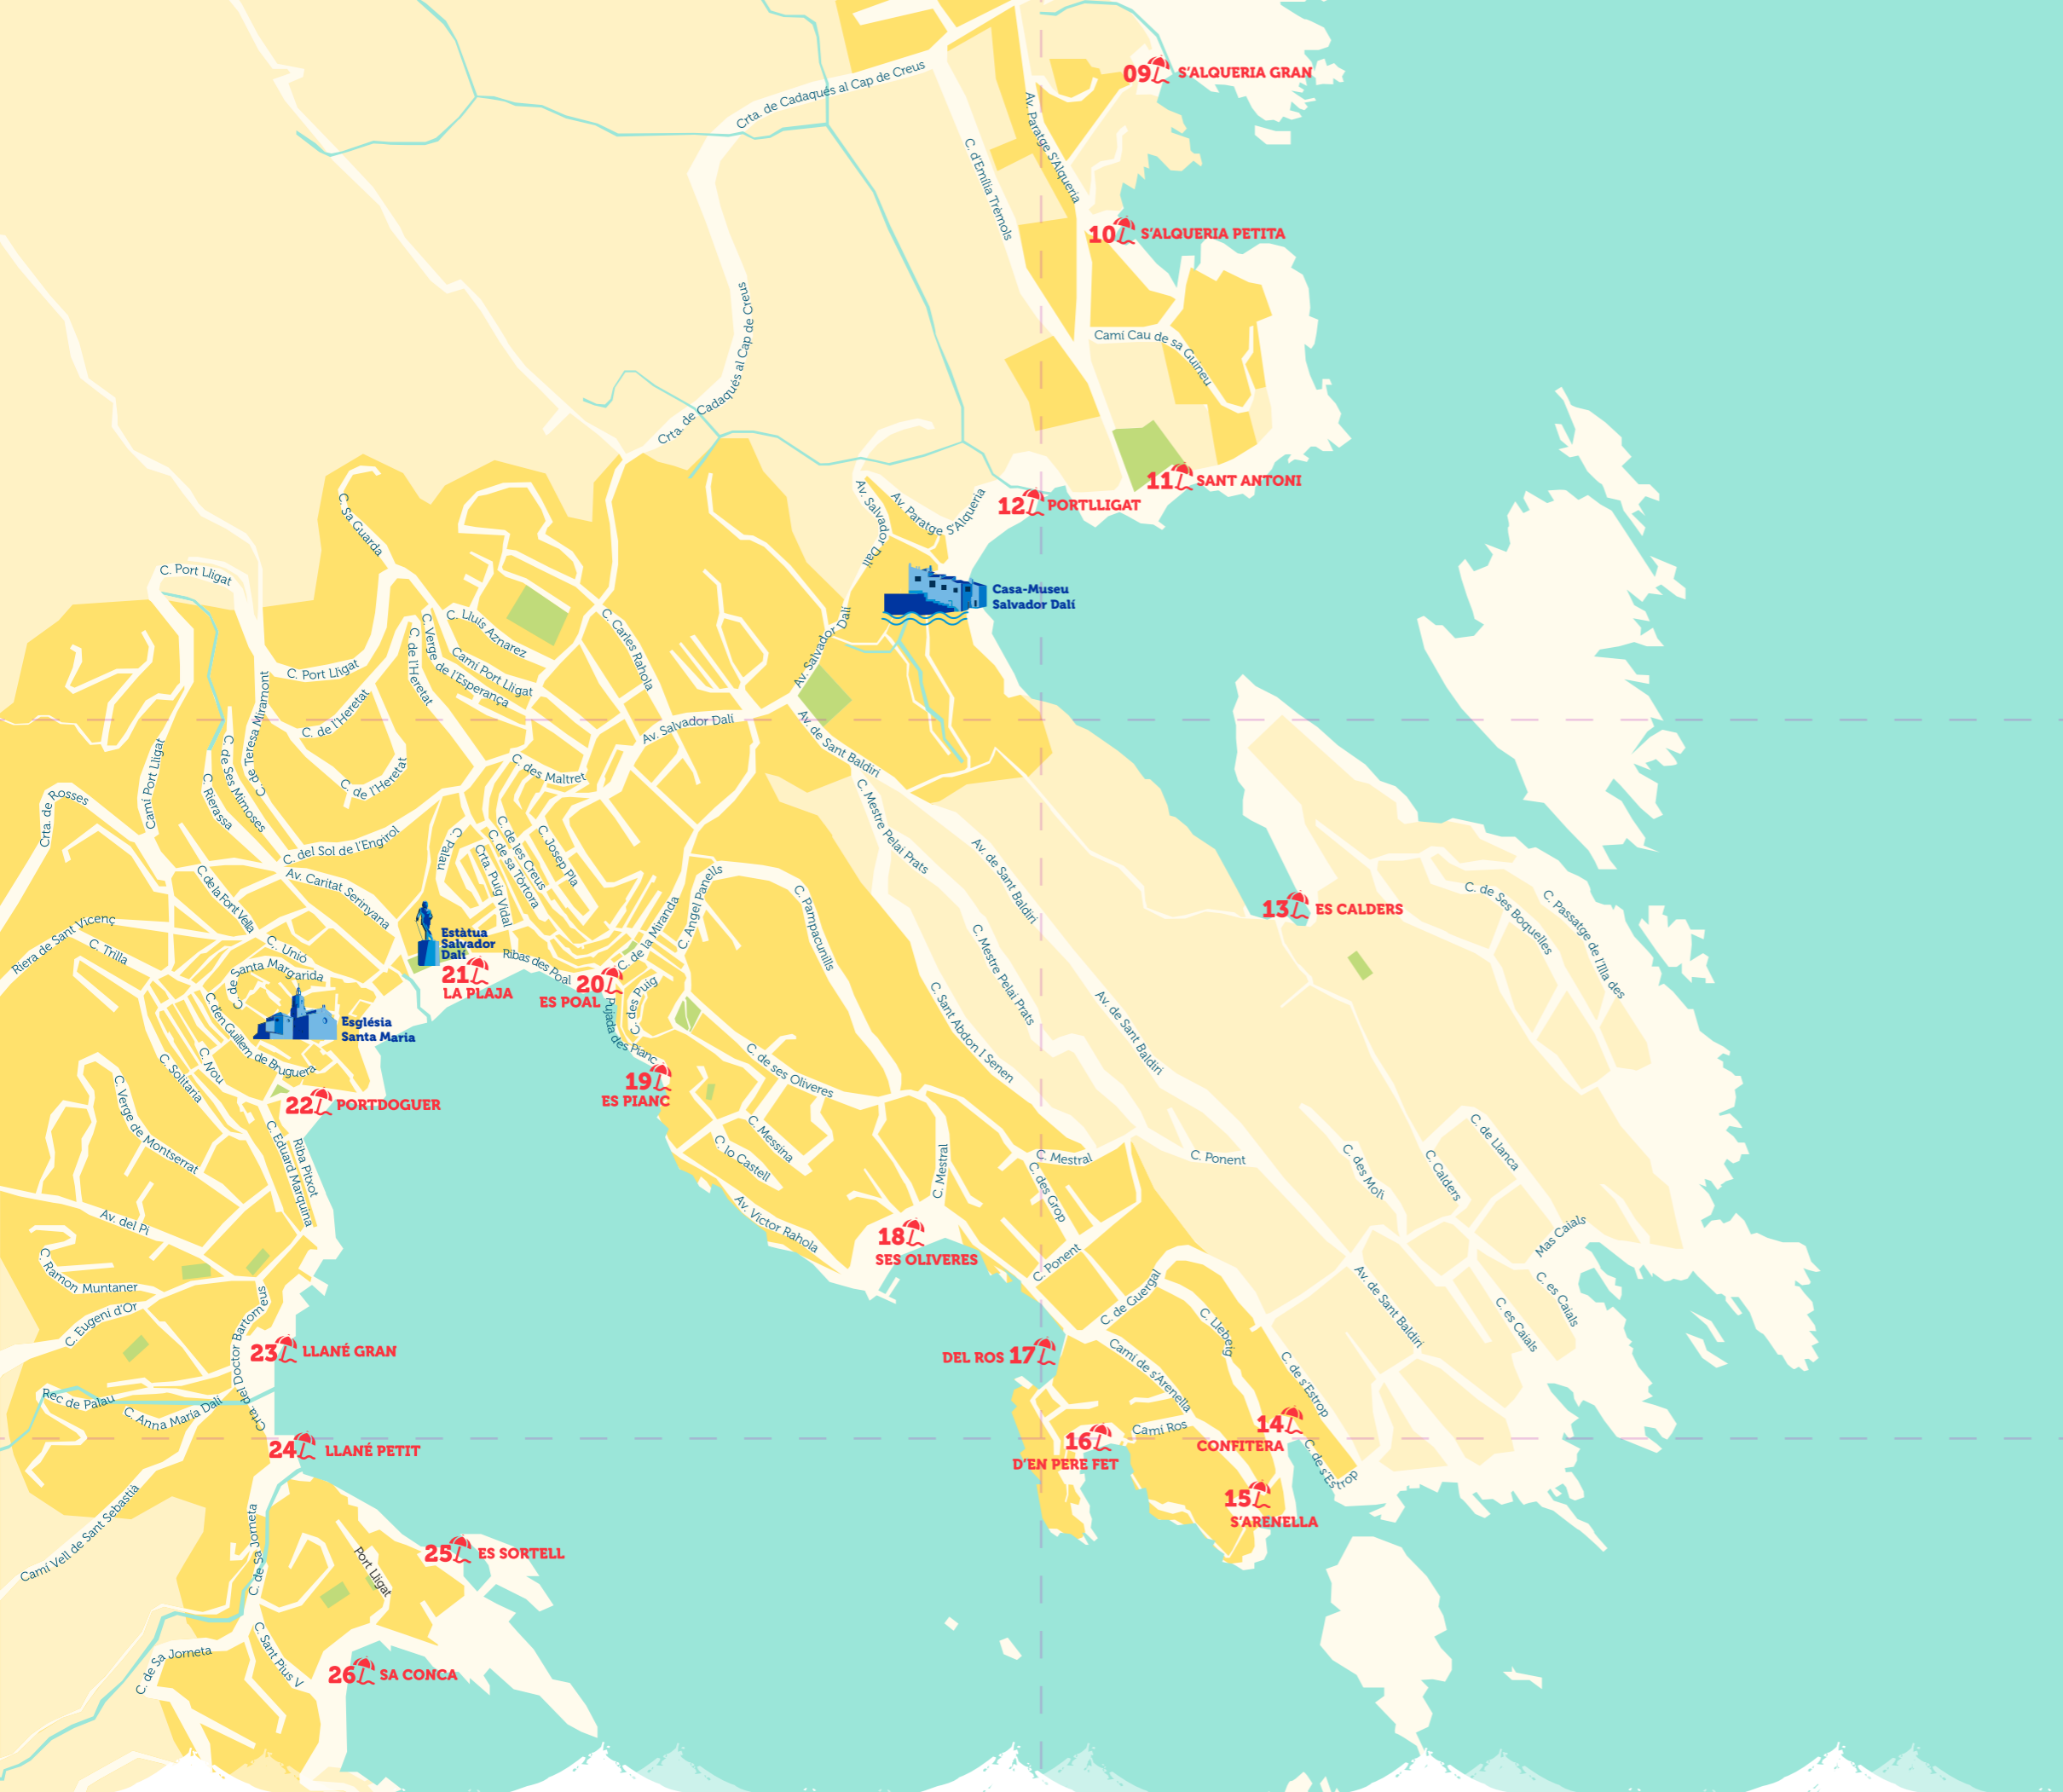 09 S'ALQUERIA GRAN
Crta. de Cadaqués al Cap de Creus
Av. Paratge S'Alqueria
C. d'Emília Trèmols
10 S'ALQUERIA PETITA
Crta. de Cadaqués al Cap de Creus
Camí Cau de sa Guineu
11 SANT ANTONI
12 PORTLLIGAT
Av. Salvador Dalí
Av. Paratge S'Alqueria
C. Sa Guarda
C. Port Lligat
Casa-Museu
Salvador Dalí
C. Lluís Aznarez
C. Carles Rahola
Av. Salvador Dalí
C. Verge de l'Esperança
Camí Port Lligat
C. de l'Heretat
C. Port Lligat
C. de l'Heretat
C. de Teresa Miramont
Av. Salvador Dalí
Av. de Sant Baldiri
C. de Ses Mimoses
Camí Port Lligat
C. Rierassa
C. de l'Heretat
C. des Maltret
Crta. de Rosses
C. Mestre Pelai Prats
C. del Sol de l'Engirol
C. Palau
C. de les Creus
C. de sa Tórtora
C. Josep Pla
Crta. Puig Vidal
Av. de Sant Baldiri
C. de la Font Vella
Av. Caritat Serinyana
C. Angel Panells
C. Pampacunills
C. de la Miranda
13 ES CALDERS
C. de Ses Boquelles
C. Passatge de l'Illa des
Riera de Sant Vicenç
C. Trilla
C. Unió
Estàtua
Salvador
Dalí
21
LA PLAJA
Ribas des Poal
20
ES POAL
C. Mestre Pelai Prats
C. de Santa Margarida
C. des Puig
Pujada des Pianc
Església
Santa Maria
C. den Guillem de Bruguera
C. Nou
C. Solitaria
C. Sant Abdon I Senen
Av. de Sant Baldiri
C. de ses Oliveres
19
ES PIANC
22 PORTDOGUER
C. Verge de Montserrat
C. Eduard Marquina
Riba Pitxot
C. Messina
C. lo Castell
C. Mestral
C. Mestral
C. Ponent
C. des Grop
C. des Molí
C. Calders
C. de Llanca
Av. del Pi
Av. Victor Rahola
18
SES OLIVERES
C. Ponent
Mas Caials
C. Ramon Muntaner
C. Eugeni d'Or
C. de Guergal
C. Llebeig
Av. de Sant Baldiri
C. es Caials
C. es Caials
Crta. del Doctor Bartomeus
23 LLANÉ GRAN
DEL ROS 17
Camí de s'Arenella
C. de s'Estrop
Rec de Palau
C. Anna Maria Dalí
Camí Ros
14
CONFITERA
24 LLANÉ PETIT
16
D'EN PERE FET
C. de s'Estrop
15
S'ARENELLA
Camí Vell de Sant Sebastià
C. de Sa Jorneta
Port Lligat
25 ES SORTELL
C. de Sa Jorneta
C. Sant Pius V
26 SA CONCA